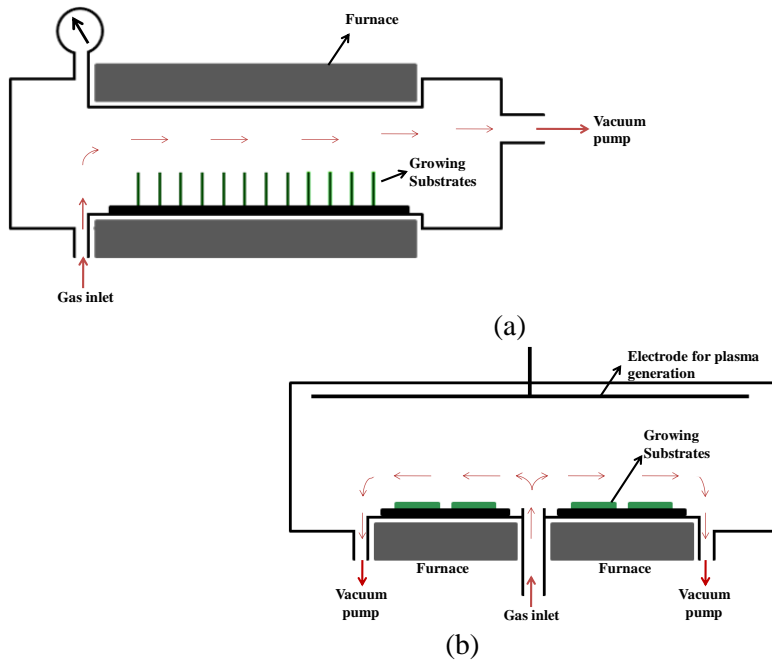 Furnace
Vacuum
pump
Growing
Substrates
Gas inlet
(a)
Electrode for plasma
generation
Growing
Substrates
Furnace
Furnace
Vacuum
pump
Gas inlet
Vacuum
pump
(b)